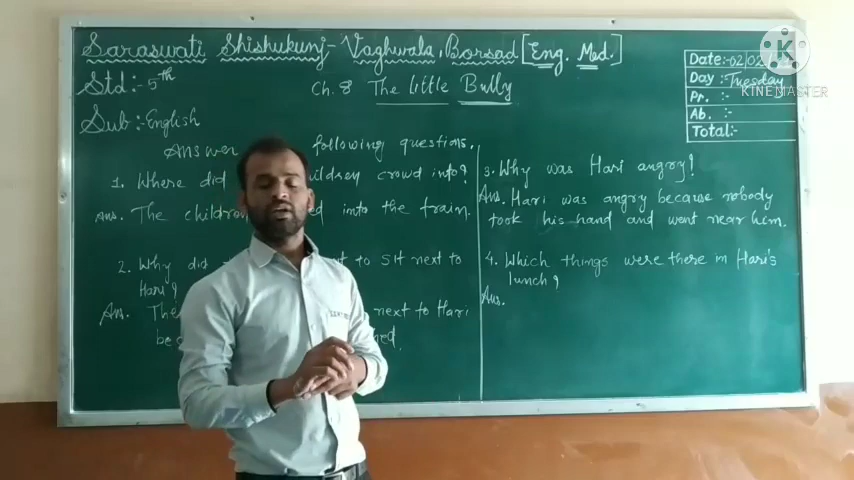 Saraswati Shishukunj - Vaghwala, Borsad [Eng. Med.]
Std:- 5th
Ch. 8 The Little Bully
Sub:- English
Date:- 02/02
Day:- Tuesday
Pr. :-
Ab. :-
Total:-
KINEMASTER
Answer following questions.
1. Where did children crowd into?
Ans. The children into the train.
2. Why did to sit next to
Hari?
Ans. The next to Hari
3. Why was Hari angry?
Ans. Hari was angry because nobody
took his hand and went near him.
4. Which things were there in Hari's
lunch?
Ans.